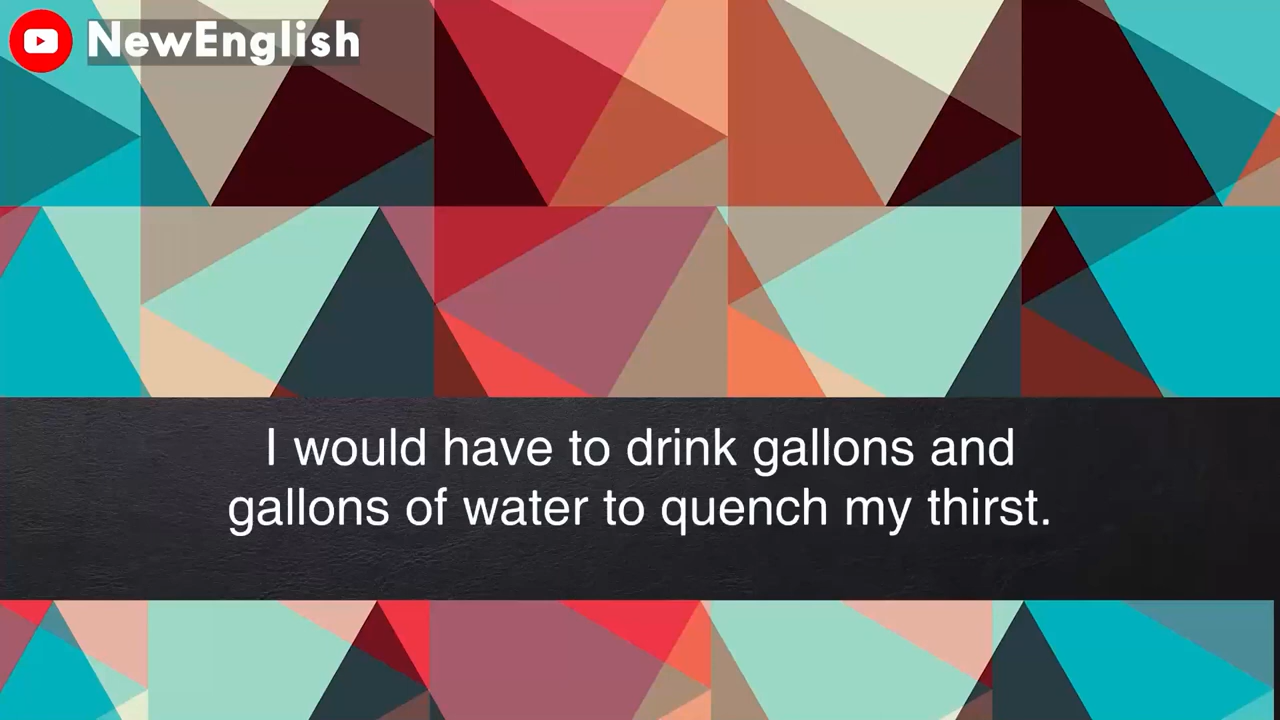 NewEnglish
I would have to drink gallons and
gallons of water to quench my thirst.